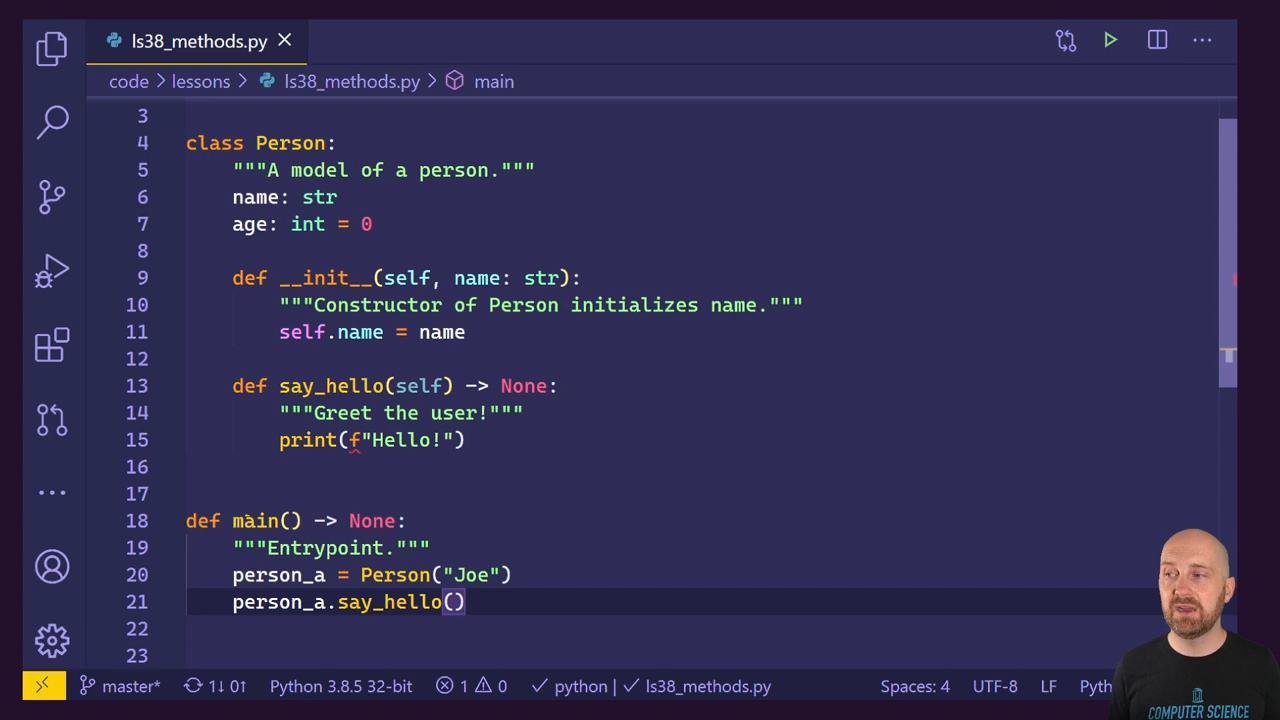 ls38_methods.py
code > lessons > ls38_methods.py > main
3
4 class Person:
5 """A model of a person."""
6 name: str
7 age: int = 0
8
9 def __init__(self, name: str):
10 """Constructor of Person initializes name."""
11 self.name = name
12
13 def say_hello(self) -> None:
14 """Greet the user!"""
15 print(f"Hello!")
16
17
18 def main() -> None:
19 """Entrypoint."""
20 person_a = Person("Joe")
21 person_a.say_hello()
22
23
master* 1↓ 0↑ Python 3.8.5 32-bit 1 0 python | ls38_methods.py Spaces: 4 UTF-8 LF Pyth
COMPUTER SCIENCE